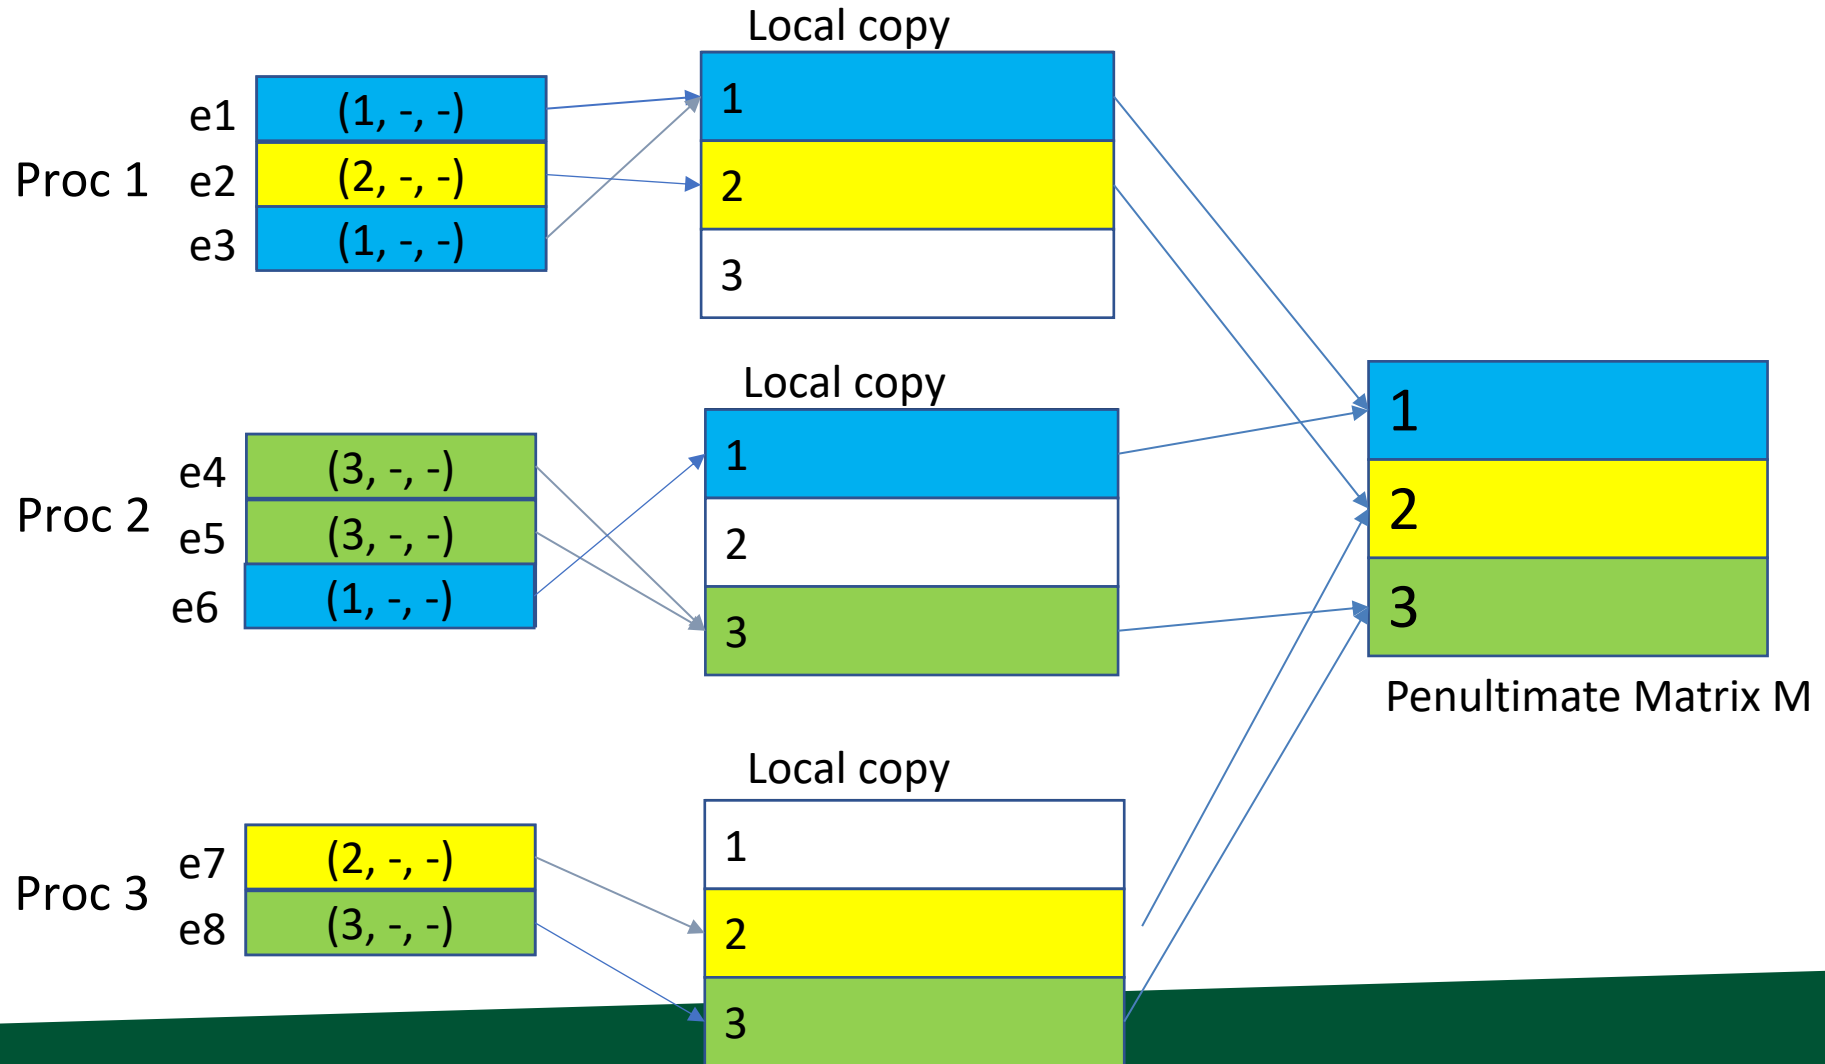 Local copy
Proc 1
e1 (1, -, -)
e2 (2, -, -)
e3 (1, -, -)
1
2
3
Local copy
Proc 2
e4 (3, -, -)
e5 (3, -, -)
e6 (1, -, -)
1
2
3
Local copy
Proc 3
e7 (2, -, -)
e8 (3, -, -)
1
2
3
1
2
3
Penultimate Matrix M